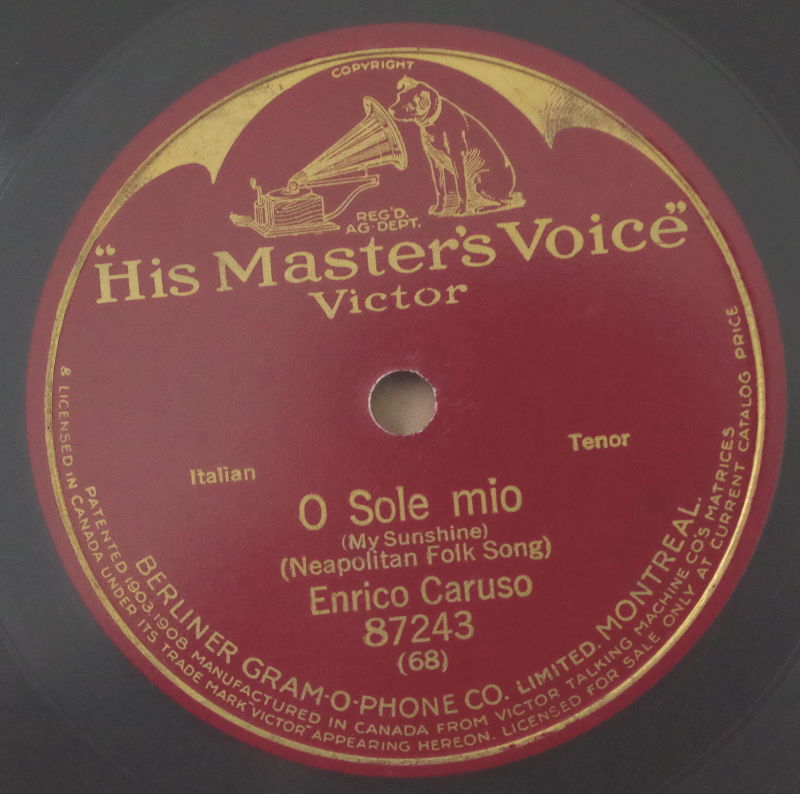 COPYRIGHT
REG'D.
AG·DEPT.
"His Master's Voice"
Victor
Italian
Tenor
O Sole mio
(My Sunshine)
(Neapolitan Folk Song)
Enrico Caruso
87243
(68)
BERLINER GRAM-O-PHONE CO. LIMITED. MONTREAL.
PATENTED 1903, 1908 MANUFACTURED IN CANADA FROM VICTOR TALKING MACHINE CO'S MATRICES
& LICENSED IN CANADA UNDER ITS TRADE MARK "VICTOR" APPEARING HEREON. LICENSED FOR SALE ONLY AT CURRENT CATALOG PRICE